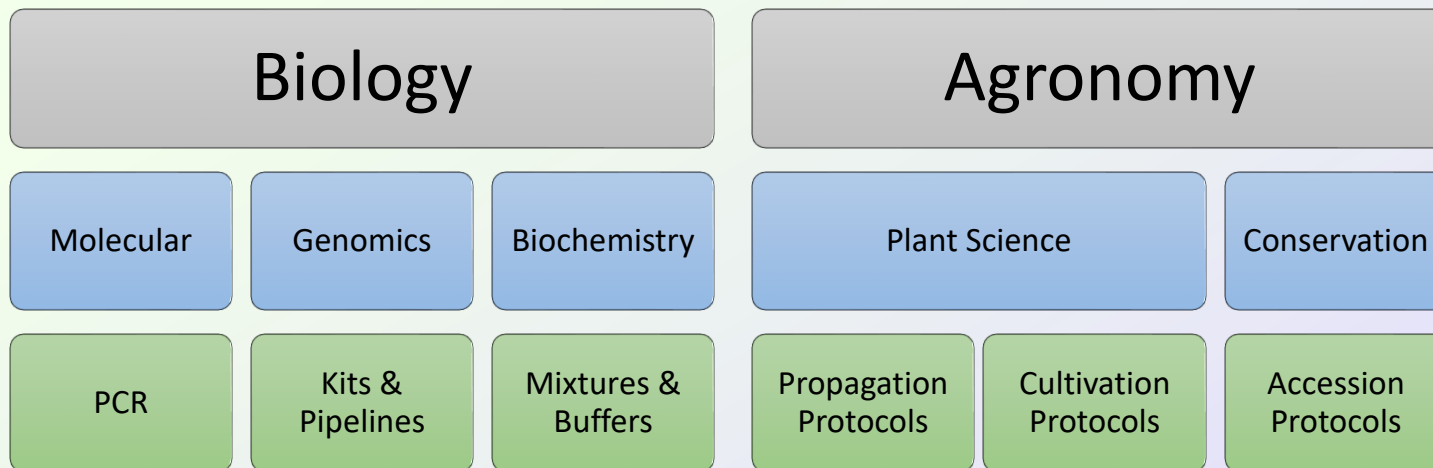 Biology
Agronomy
Molecular
Genomics
Biochemistry
Plant Science
Conservation
PCR
Kits &
Pipelines
Mixtures &
Buffers
Propagation
Protocols
Cultivation
Protocols
Accession
Protocols